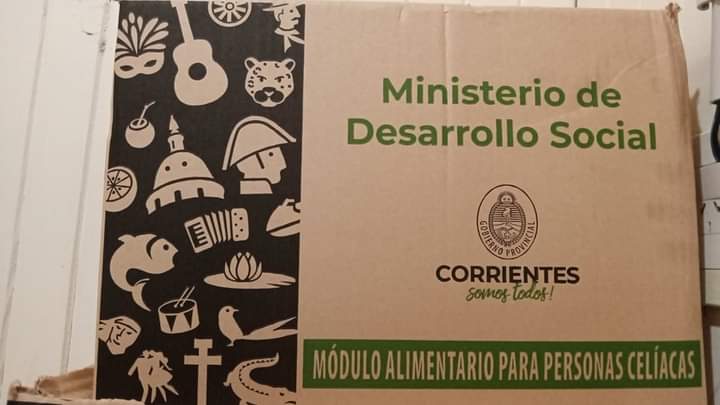 Ministerio de
Desarrollo Social
GOBIERNO PROVINCIAL
CORRIENTES
somos todos!
MÓDULO ALIMENTARIO PARA PERSONAS CELÍACAS